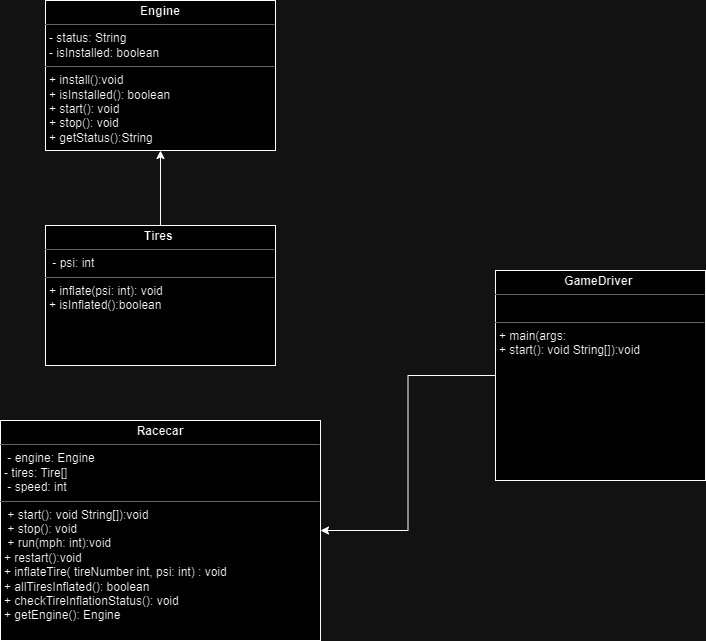 Engine
- status: String
- isInstalled: boolean
+ install():void
+ isInstalled(): boolean
+ start(): void
+ stop(): void
+ getStatus():String
Tires
- psi: int
+ inflate(psi: int): void
+ isInflated():boolean
GameDriver
+ main(args:
+ start(): void String[]):void
Racecar
- engine: Engine
- tires: Tire[]
- speed: int
+ start(): void String[]):void
+ stop(): void
+ run(mph: int):void
+ restart():void
+ inflateTire( tireNumber int, psi: int) : void
+ allTiresInflated(): boolean
+ checkTireInflationStatus(): void
+ getEngine(): Engine